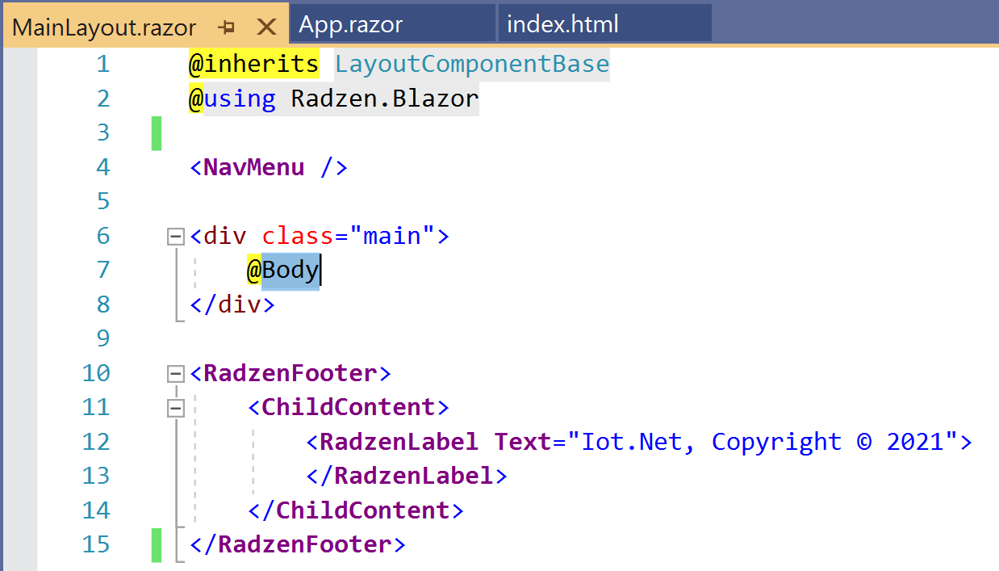 MainLayout.razor App.razor index.html
1 @inherits LayoutComponentBase
2 @using Radzen.Blazor
3
4 <NavMenu />
5
6 <div class="main">
7 @Body
8 </div>
9
10 <RadzenFooter>
11 <ChildContent>
12 <RadzenLabel Text="Iot.Net, Copyright © 2021">
13 </RadzenLabel>
14 </ChildContent>
15 </RadzenFooter>